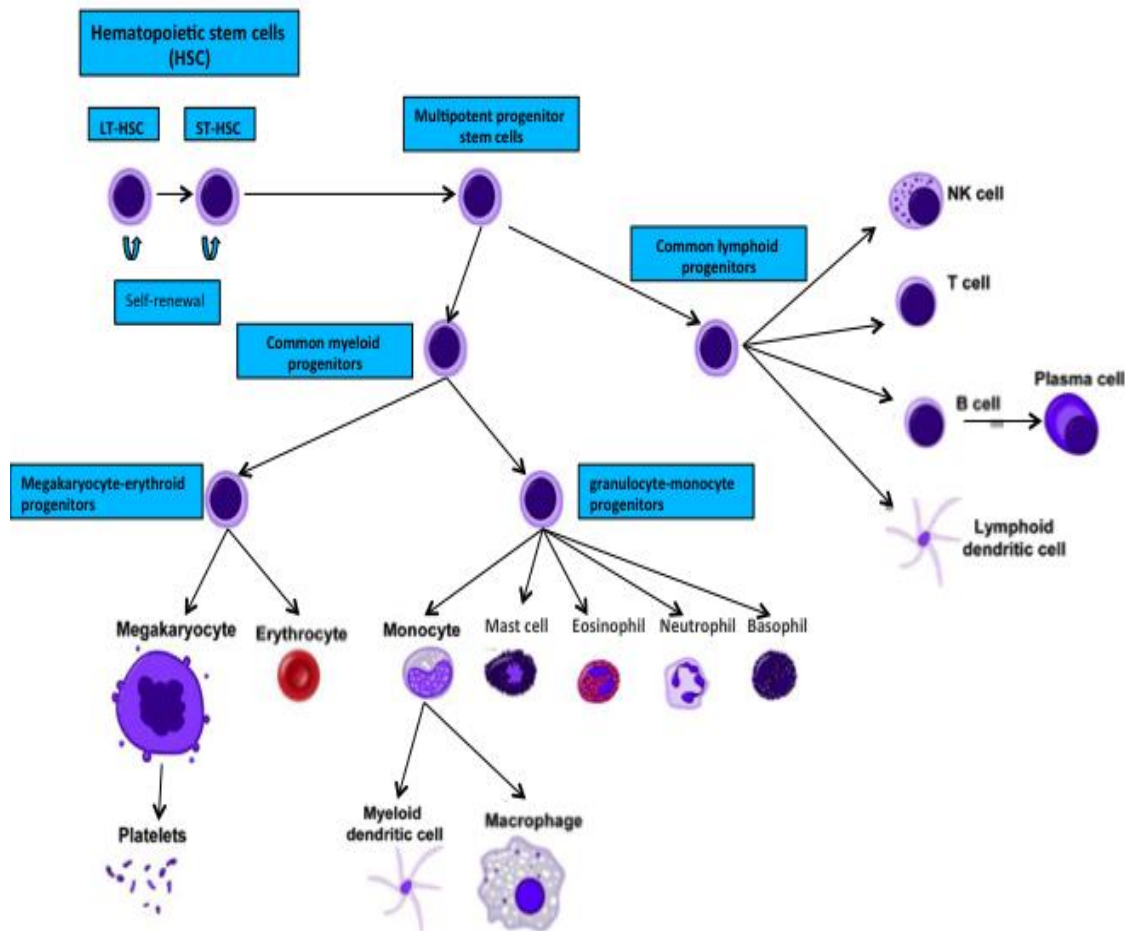 Hematopoietic stem cells
(HSC)
LT-HSC
ST-HSC
Multipotent progenitor
stem cells
NK cell
Common lymphoid
progenitors
T cell
Self-renewal
Common myeloid
progenitors
Plasma cell
B cell
Megakaryocyte-erythroid
progenitors
granulocyte-monocyte
progenitors
Lymphoid
dendritic cell
Megakaryocyte
Erythrocyte
Monocyte
Mast cell
Eosinophil
Neutrophil
Basophil
Platelets
Myeloid
dendritic cell
Macrophage